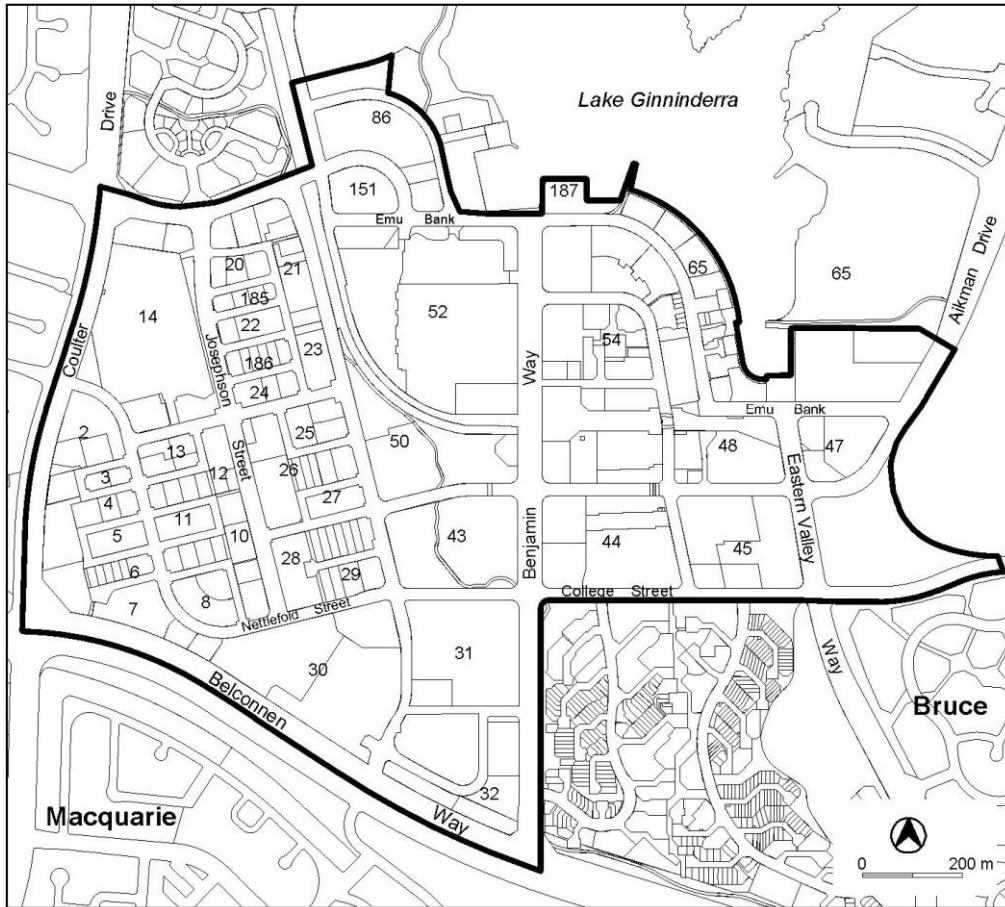 Lake Ginninderra
Drive
86
151
187
Emu Bank
65
65
Aikman Drive
20
21
185
14
22
52
Coulter
Josephson
23
54
Way
186
24
Emu Bank
2
25
50
48
47
13
Street
3
12
26
4
27
11
Eastern Valley
5
10
43
Benjamin
44
45
28
6
29
College Street
8
7
Nettlefold Street
31
30
Way
Belconnen
Bruce
32
Macquarie
Way
0 200 m